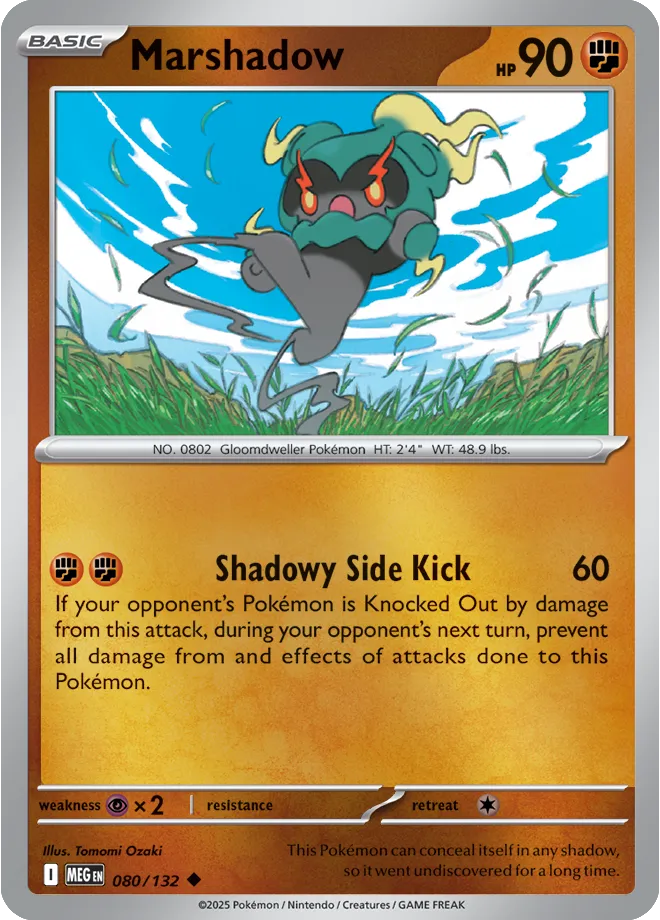 BASIC
Marshadow
HP 90
NO. 0802 Gloomdweller Pokémon HT: 2'4" WT: 48.9 lbs.
Shadowy Side Kick 60
If your opponent's Pokémon is Knocked Out by damage
from this attack, during your opponent's next turn, prevent
all damage from and effects of attacks done to this
Pokémon.
weakness ×2 resistance retreat
Illus. Tomomi Ozaki
This Pokémon can conceal itself in any shadow,
so it went undiscovered for a long time.
I MEG EN 080/132
©2025 Pokémon / Nintendo / Creatures / GAME FREAK